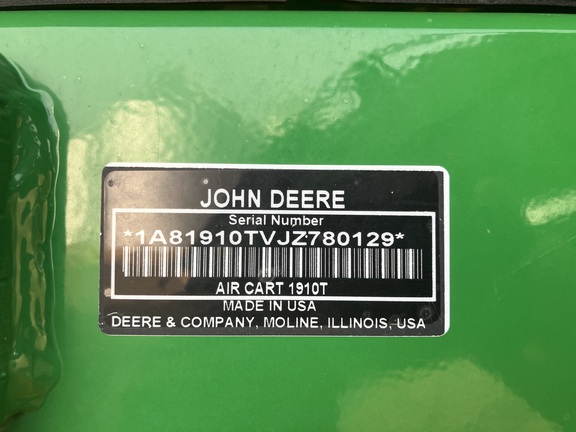 JOHN DEERE
Serial Number
*1A81910TVJZ780129*
AIR CART 1910T
MADE IN USA
DEERE & COMPANY, MOLINE, ILLINOIS, USA